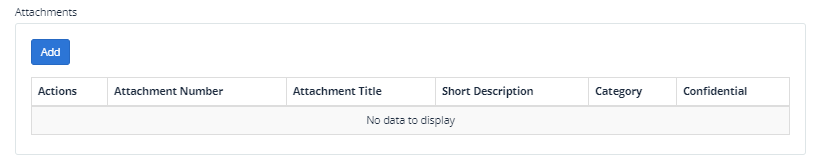 Attachments
Add
Actions Attachment Number Attachment Title Short Description Category Confidential
No data to display